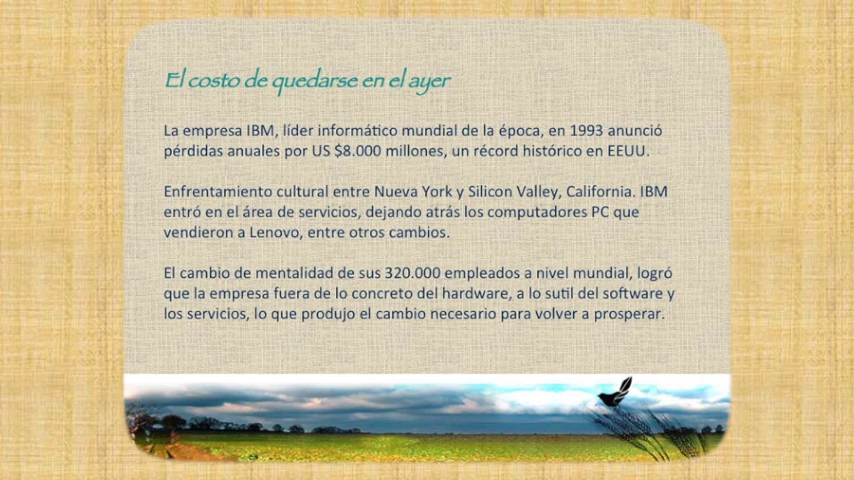 El costo de quedarse en el ayer
La empresa IBM, líder informático mundial de la época, en 1993 anunció
pérdidas anuales por US $8.000 millones, un récord histórico en EEUU.
Enfrentamiento cultural entre Nueva York y Silicon Valley, California. IBM
entró en el área de servicios, dejando atrás los computadores PC que
vendieron a Lenovo, entre otros cambios.
El cambio de mentalidad de sus 320.000 empleados a nivel mundial, logró
que la empresa fuera de lo concreto del hardware, a lo sutil del software y
los servicios, lo que produjo el cambio necesario para volver a prosperar.